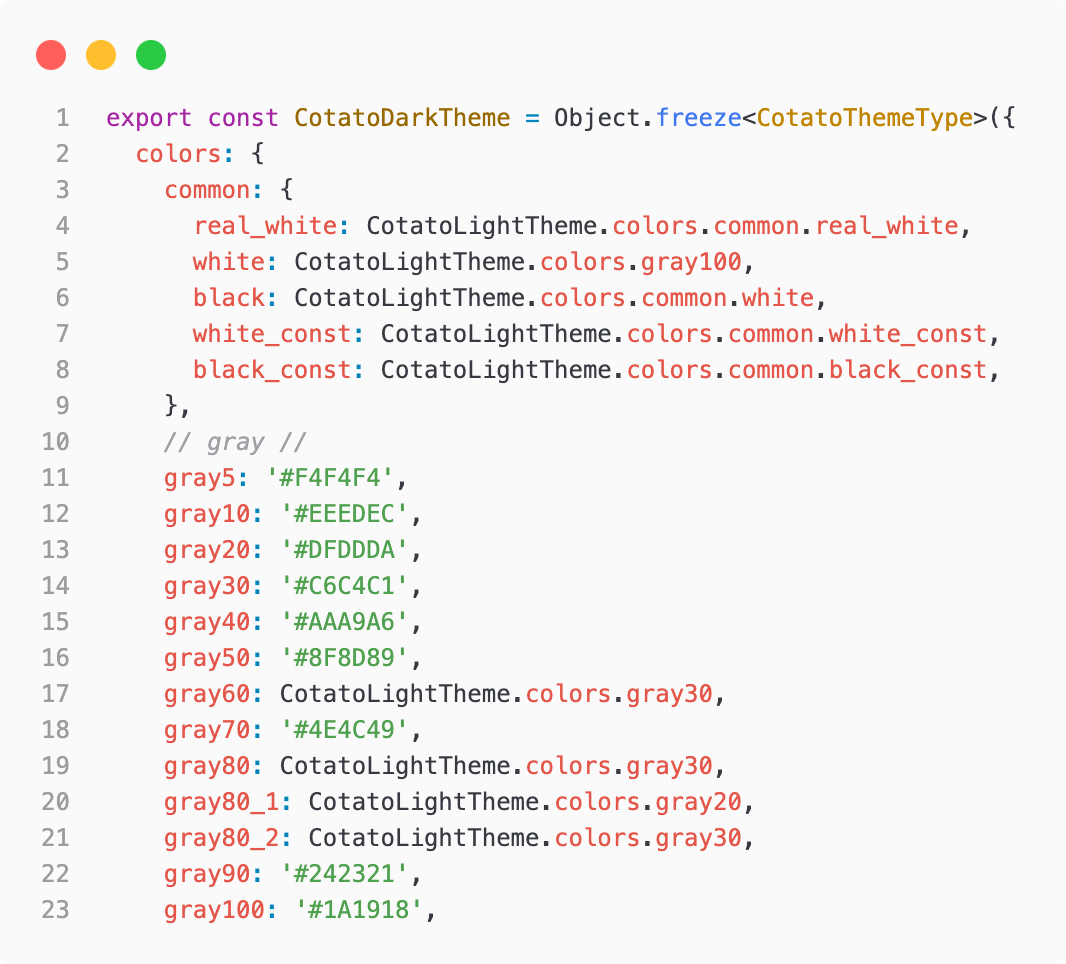 1 export const CotatoDarkTheme = Object.freeze<CotatoThemeType>({
2   colors: {
3     common: {
4       real_white: CotatoLightTheme.colors.common.real_white,
5       white: CotatoLightTheme.colors.gray100,
6       black: CotatoLightTheme.colors.common.white,
7       white_const: CotatoLightTheme.colors.common.white_const,
8       black_const: CotatoLightTheme.colors.common.black_const,
9     },
10     // gray //
11     gray5: '#F4F4F4',
12     gray10: '#EEEDEC',
13     gray20: '#DFDDDA',
14     gray30: '#C6C4C1',
15     gray40: '#AAA9A6',
16     gray50: '#8F8D89',
17     gray60: CotatoLightTheme.colors.gray30,
18     gray70: '#4E4C49',
19     gray80: CotatoLightTheme.colors.gray30,
20     gray80_1: CotatoLightTheme.colors.gray20,
21     gray80_2: CotatoLightTheme.colors.gray30,
22     gray90: '#242321',
23     gray100: '#1A1918',